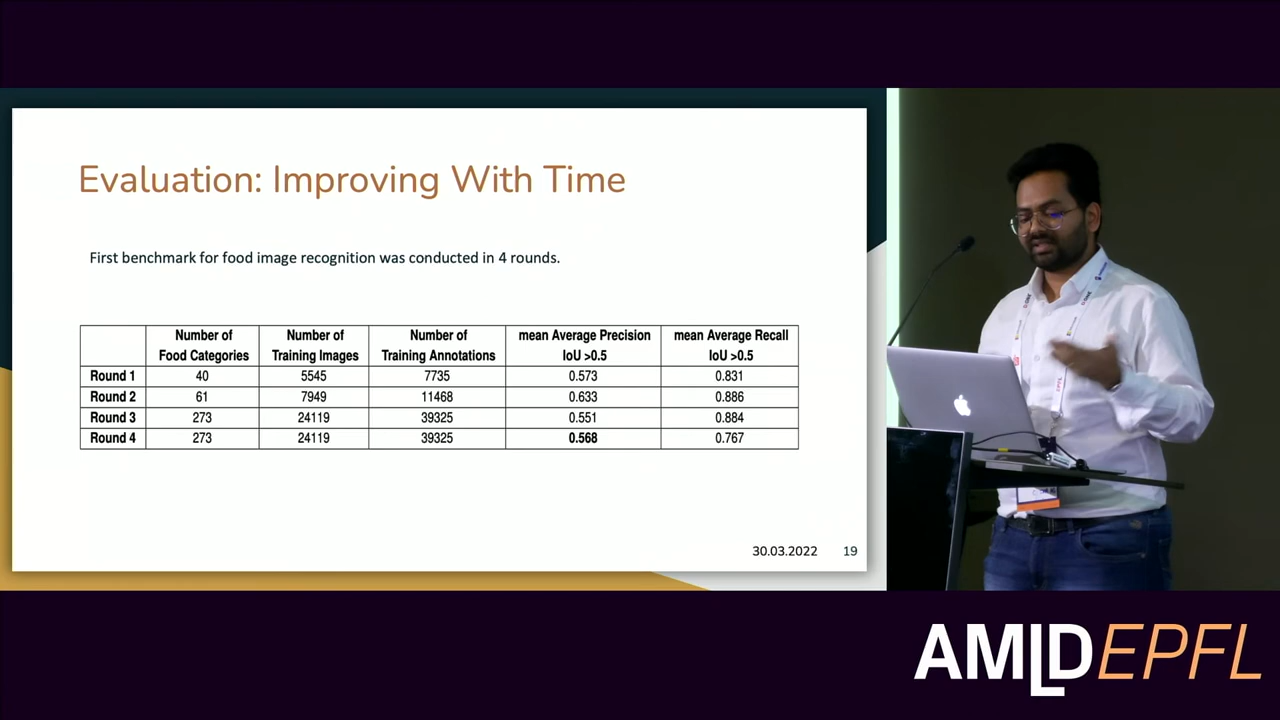 Evaluation: Improving With Time
First benchmark for food image recognition was conducted in 4 rounds.
Number of Food Categories Number of Training Images Number of Training Annotations mean Average Precision IoU >0.5 mean Average Recall IoU >0.5
Round 1 40 5545 7735 0.573 0.831
Round 2 61 7949 11468 0.633 0.886
Round 3 273 24119 39325 0.551 0.884
Round 4 273 24119 39325 0.568 0.767
30.03.2022 19
EPFL
AMLDEPFL